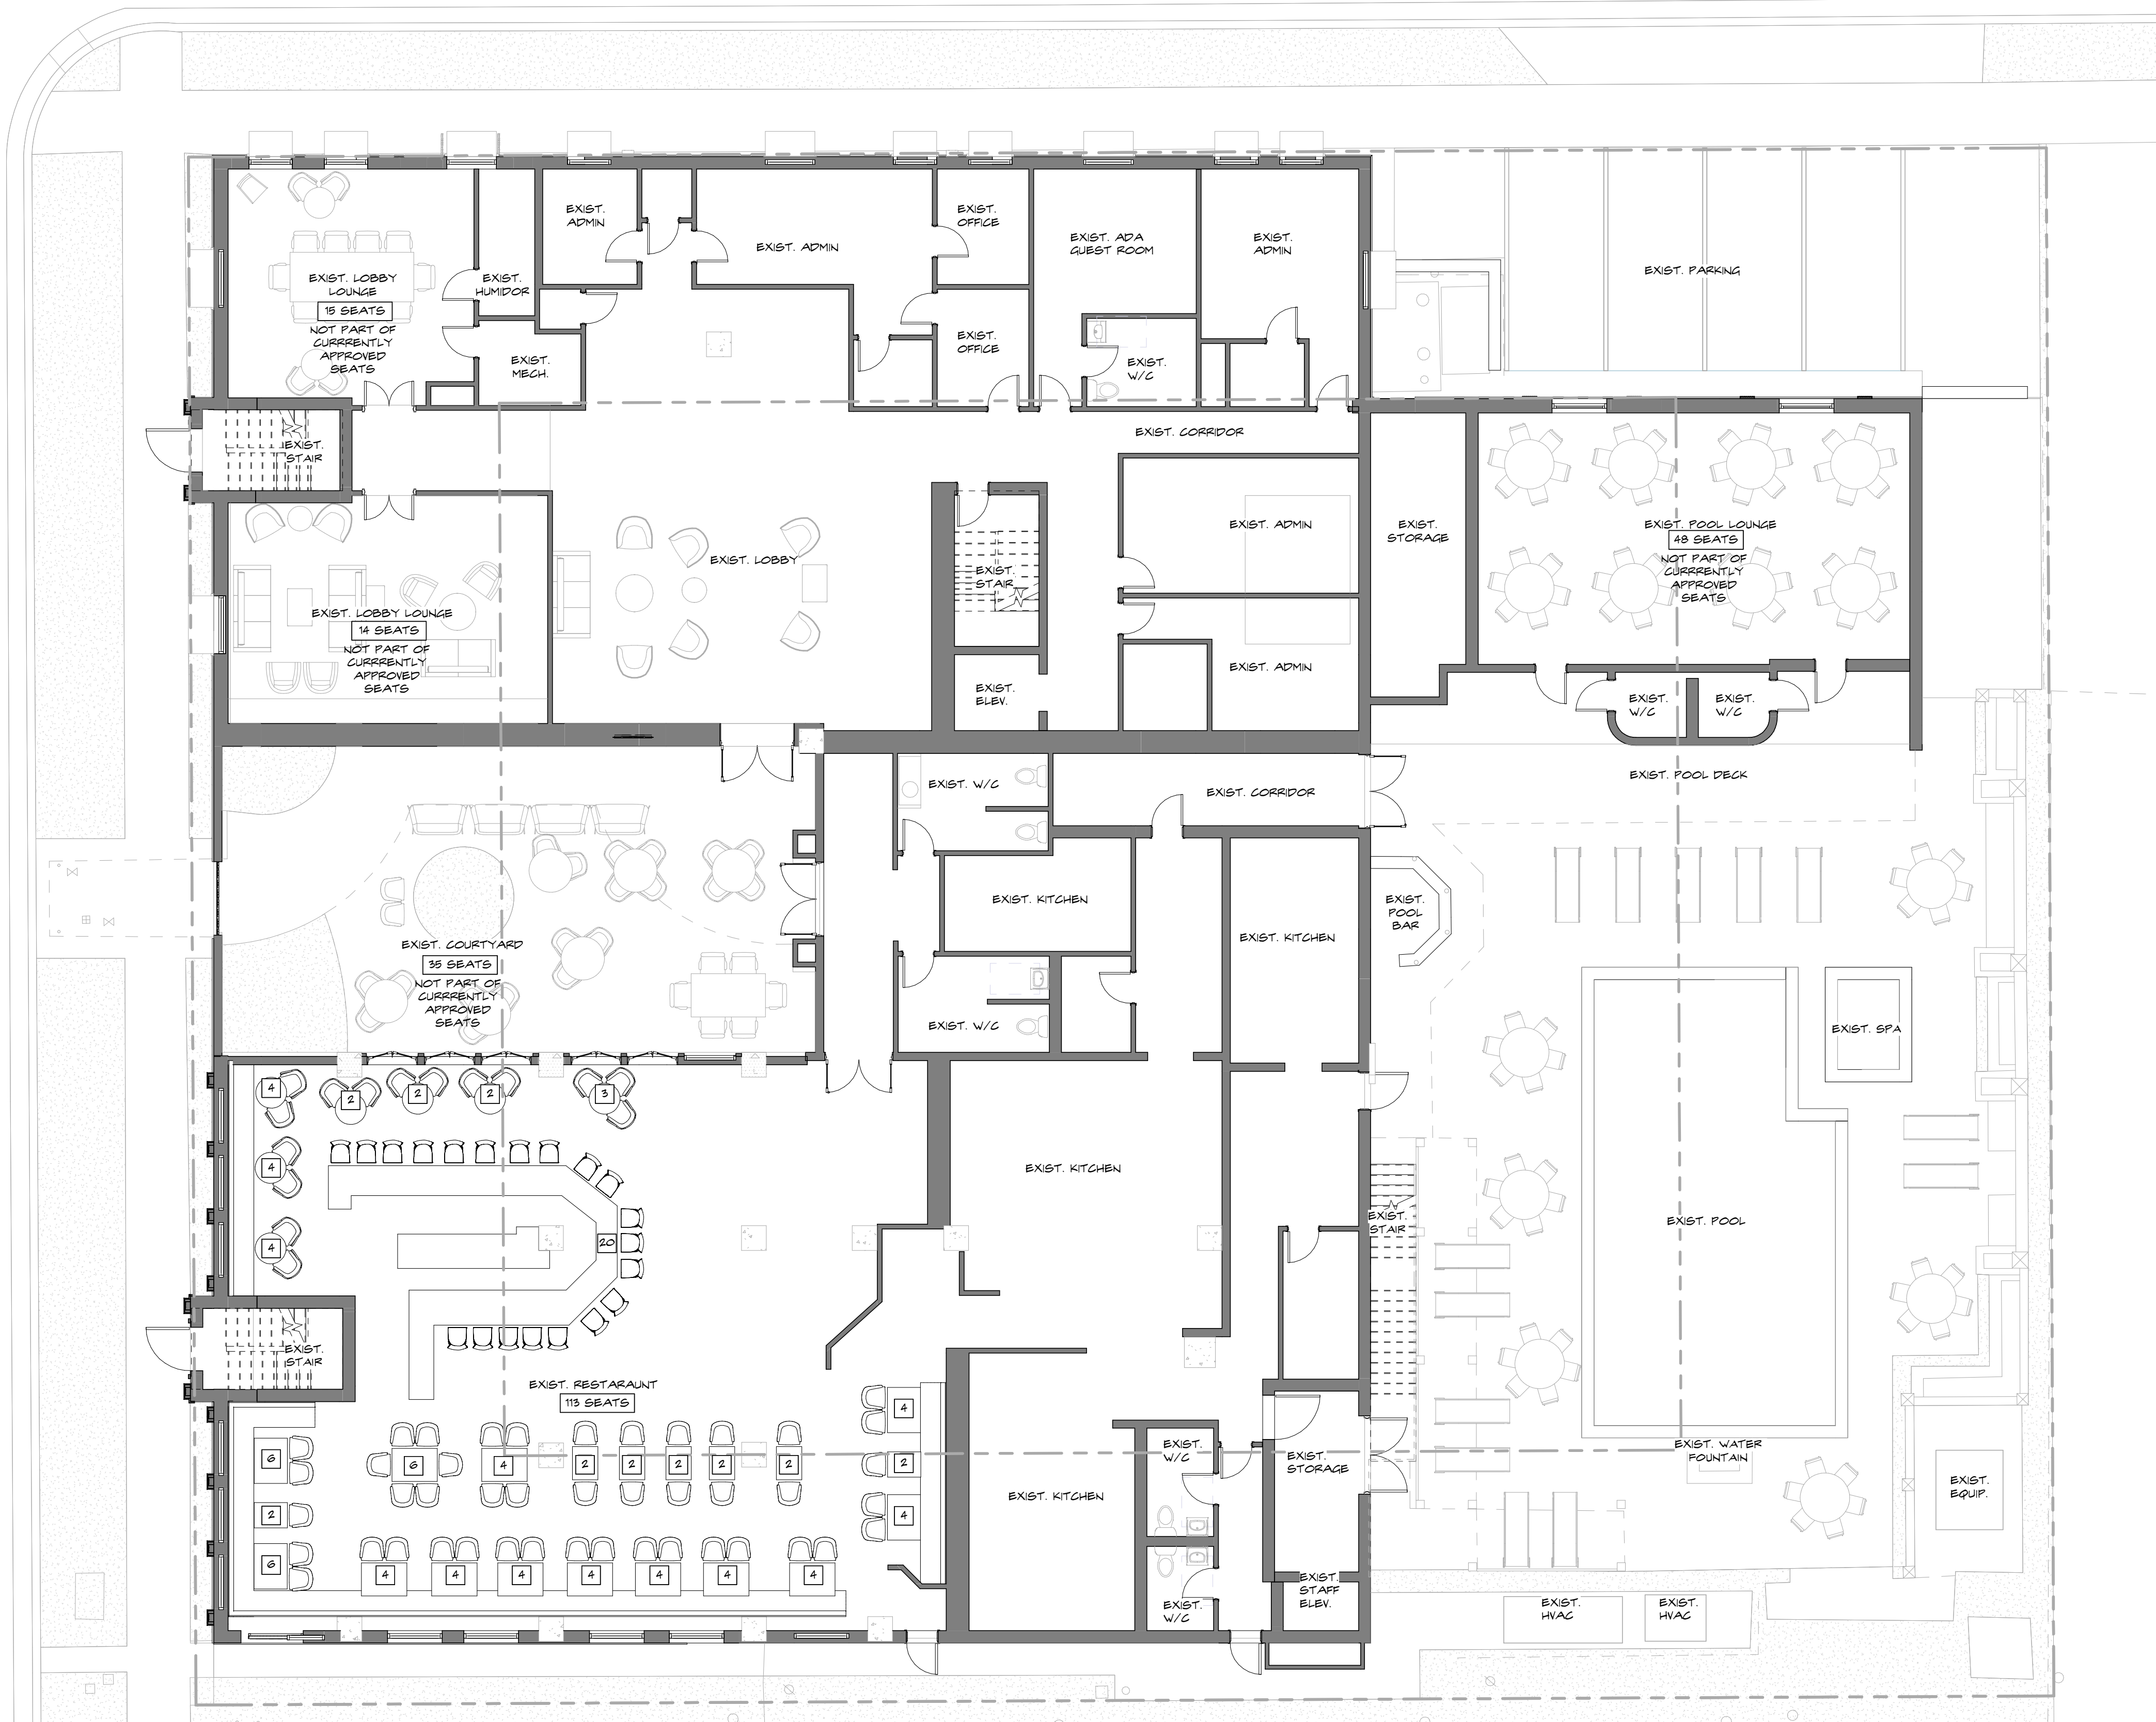 EXIST.
ADMIN
EXIST. ADMIN
EXIST.
OFFICE
EXIST. ADA
GUEST ROOM
EXIST.
ADMIN
EXIST. PARKING
EXIST. LOBBY
LOUNGE
15 SEATS
NOT PART OF
CURRRENTLY
APPROVED
SEATS
EXIST.
HUMIDOR
EXIST.
MECH.
EXIST.
OFFICE
EXIST.
W/C
EXIST.
STAIR
EXIST. CORRIDOR
EXIST. LOBBY
EXIST.
STAIR
EXIST. ADMIN
EXIST.
STORAGE
EXIST. POOL LOUNGE
48 SEATS
NOT PART OF
CURRRENTLY
APPROVED
SEATS
EXIST. LOBBY LOUNGE
14 SEATS
NOT PART OF
CURRRENTLY
APPROVED
SEATS
EXIST.
ELEV.
EXIST. ADMIN
EXIST.
W/C
EXIST.
W/C
EXIST. POOL DECK
EXIST. W/C
EXIST. CORRIDOR
EXIST. KITCHEN
EXIST. KITCHEN
EXIST.
POOL
BAR
EXIST. COURTYARD
35 SEATS
NOT PART OF
CURRRENTLY
APPROVED
SEATS
EXIST. W/C
EXIST. SPA
4
2
2
2
3
4
4
20
EXIST. KITCHEN
EXIST.
STAIR
EXIST. POOL
EXIST.
STAIR
EXIST. RESTARAUNT
113 SEATS
4
6
6
4
2
2
2
2
2
2
2
4
6
4
4
4
4
4
4
4
EXIST. KITCHEN
EXIST.
W/C
EXIST.
STORAGE
EXIST. WATER
FOUNTAIN
EXIST.
EQUIP.
EXIST.
W/C
EXIST.
STAFF
ELEV.
EXIST.
HVAC
EXIST.
HVAC